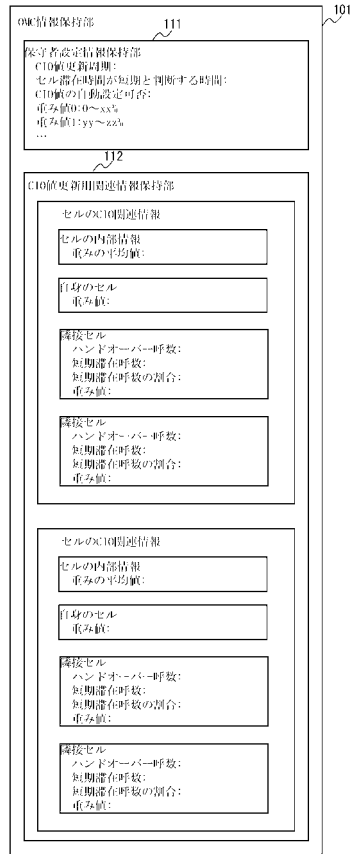 101
OMC情報保持部
111
保守者設定情報保持部
CIO値更新周期:
セル滞在時間が短期と判断する時間:
CIO値の自動設定可否:
重み値0:0～xx%
重み値1:yy～zz%
…
112
CIO値更新期関連情報保持部
セルのCIO関連情報
セルの内部情報
重みの平均値:
自身のセル
重み値:
隣接セル
ハンドオーバー呼数:
短期滞在呼数:
短期滞在呼数の割合:
重み値:
隣接セル
ハンドオーバー呼数:
短期滞在呼数:
短期滞在呼数の割合:
重み値:
セルのCIO関連情報
セルの内部情報
重みの平均値:
自身のセル
重み値:
隣接セル
ハンドオーバー呼数:
短期滞在呼数:
短期滞在呼数の割合:
重み値:
隣接セル
ハンドオーバー呼数:
短期滞在呼数:
短期滞在呼数の割合:
重み値: